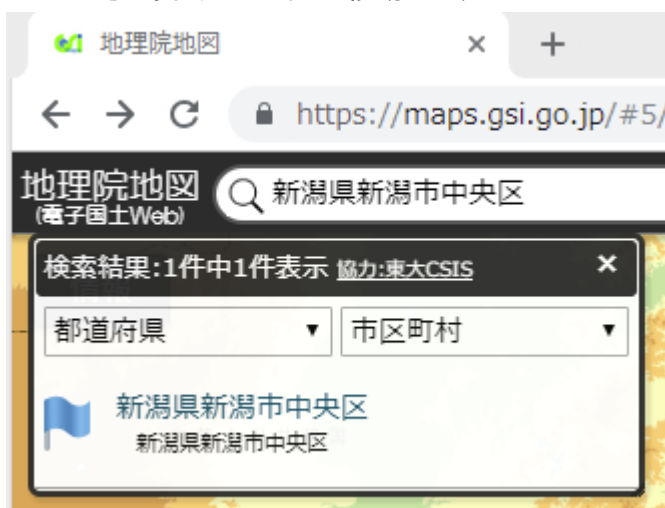 地理院地図
https://maps.gsi.go.jp/#5/
地理院地図
(電子国土Web)
新潟県新潟市中央区
検索結果:1件中1件表示 協力:東大CSIS
都道府県 市区町村
新潟県新潟市中央区
新潟県新潟市中央区